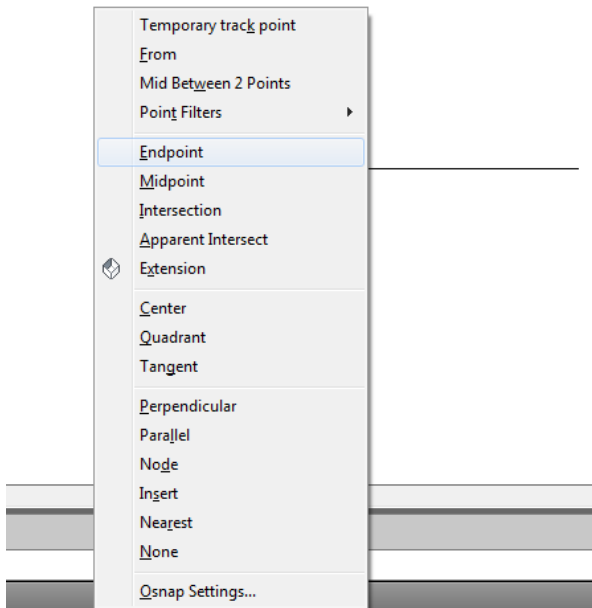 Temporary track point
From
Mid Between 2 Points
Point Filters
Endpoint
Midpoint
Intersection
Apparent Intersect
Extension
Center
Quadrant
Tangent
Perpendicular
Parallel
Node
Insert
Nearest
None
Osnap Settings...